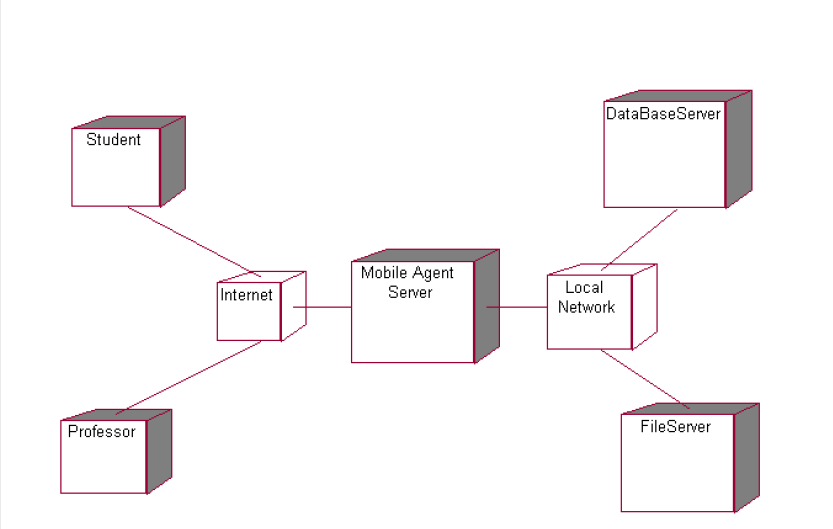 DataBaseServer
Student
Mobile Agent
Server
Internet
Local
Network
Professor
FileServer